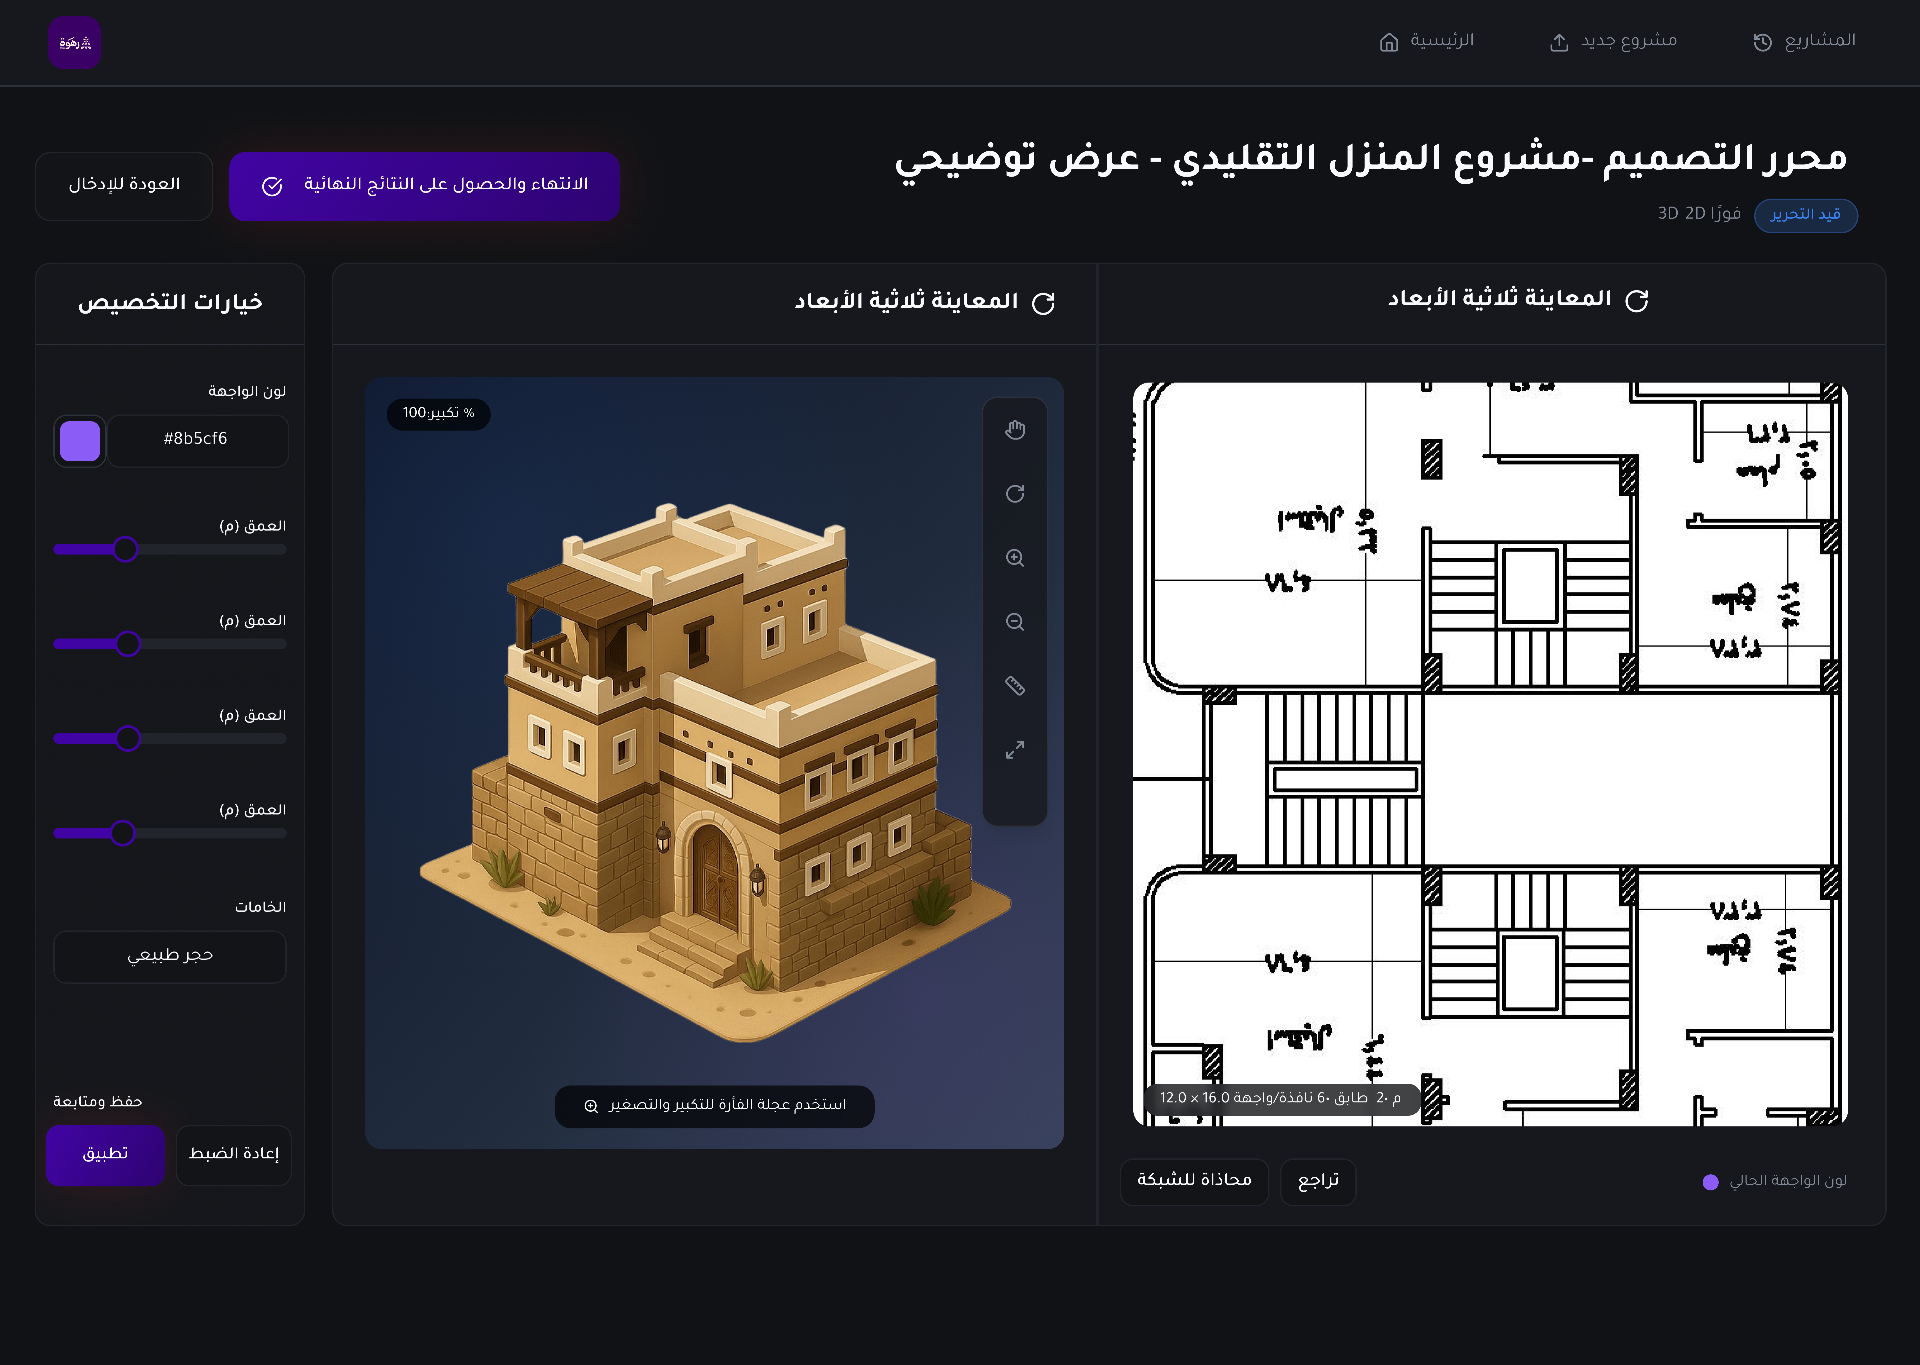 رهوة
المشاريع
مشروع جديد
الرئيسية
محرر التصميم -مشروع المنزل التقليدي - عرض توضيحي
قيد التحرير
فورًا 2D 3D
الانتهاء والحصول على النتائج النهائية
العودة للإدخال
المعاينة ثلاثية الأبعاد
استقبال
استقبال
م ·2 طابق ·6 نافذة/واجهة 16.0 × 12.0
لون الواجهة الحالي
تراجع
محاذاة للشبكة
المعاينة ثلاثية الأبعاد
% تكبير:100
استخدم عجلة الفأرة للتكبير والتصغير
خيارات التخصيص
لون الواجهة
#8b5cf6
العمق (م)
العمق (م)
العمق (م)
العمق (م)
الخامات
حجر طبيعي
حفظ ومتابعة
إعادة الضبط
تطبيق